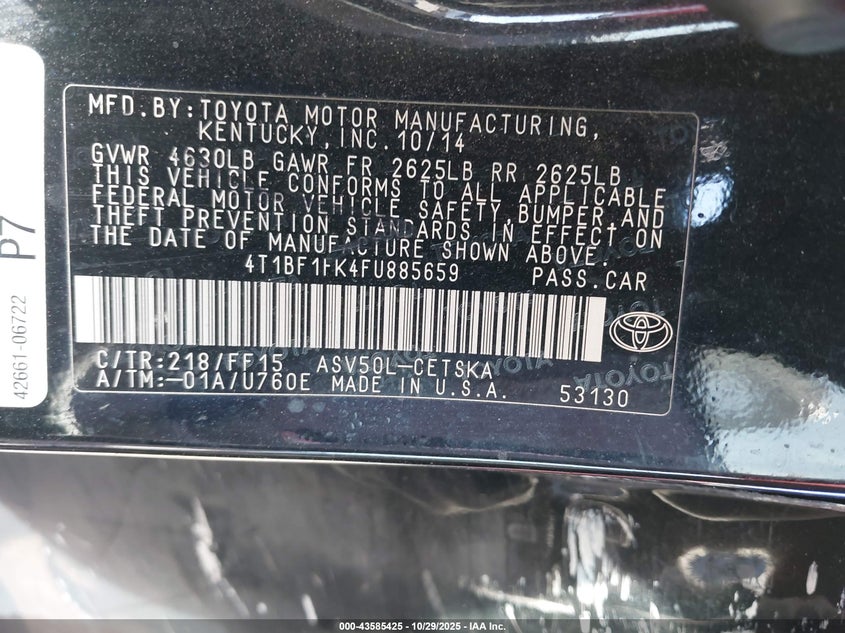 MFD.BY:TOYOTA MOTOR MANUFACTURING,
KENTUCKY,INC.10/14
GVWR 4630LB GAWR FR 2625LB RR 2625LB
THIS VEHICLE CONFORMS TO ALL APPLICABLE
FEDERAL MOTOR VEHICLE SAFETY,BUMPER,AND
THEFT PREVENTION STANDARDS IN EFFECT ON
THE DATE OF MANUFACTURE SHOWN ABOVE.
4T1BF1FK4FU885659 PASS.CAR
C/TR:218/FF15 ASV50L-CETSKA
A/TM:-01A/U760E MADE IN U.S.A. 53130
TOYOTA
P7
42661-06722
000-43585425 - 10/29/2025 - IAA Inc.